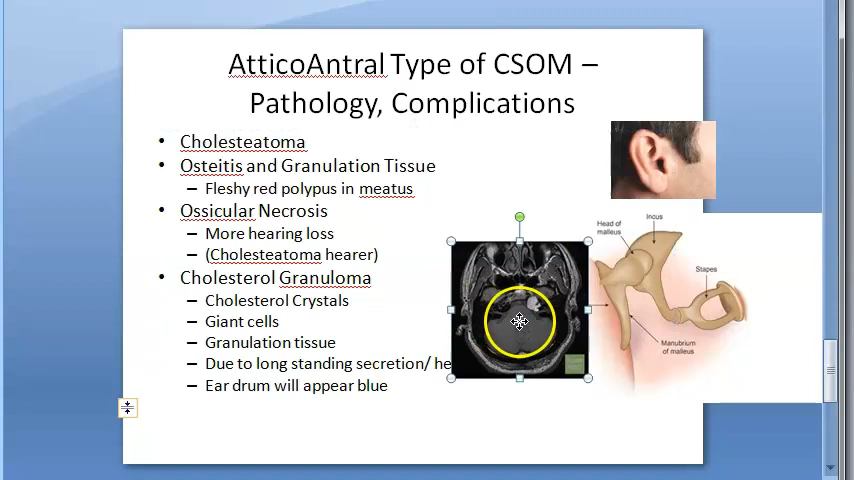 AtticoAntral Type of CSOM –
Pathology, Complications
• Cholesteatoma
• Osteitis and Granulation Tissue
– Fleshy red polypus in meatus
• Ossicular Necrosis
– More hearing loss
– (Cholesteatoma hearer)
• Cholesterol Granuloma
– Cholesterol Crystals
– Giant cells
– Granulation tissue
– Due to long standing secretion/ he
– Ear drum will appear blue
Head of
malleus
Incus
Stapes
Manubrium
of malleus